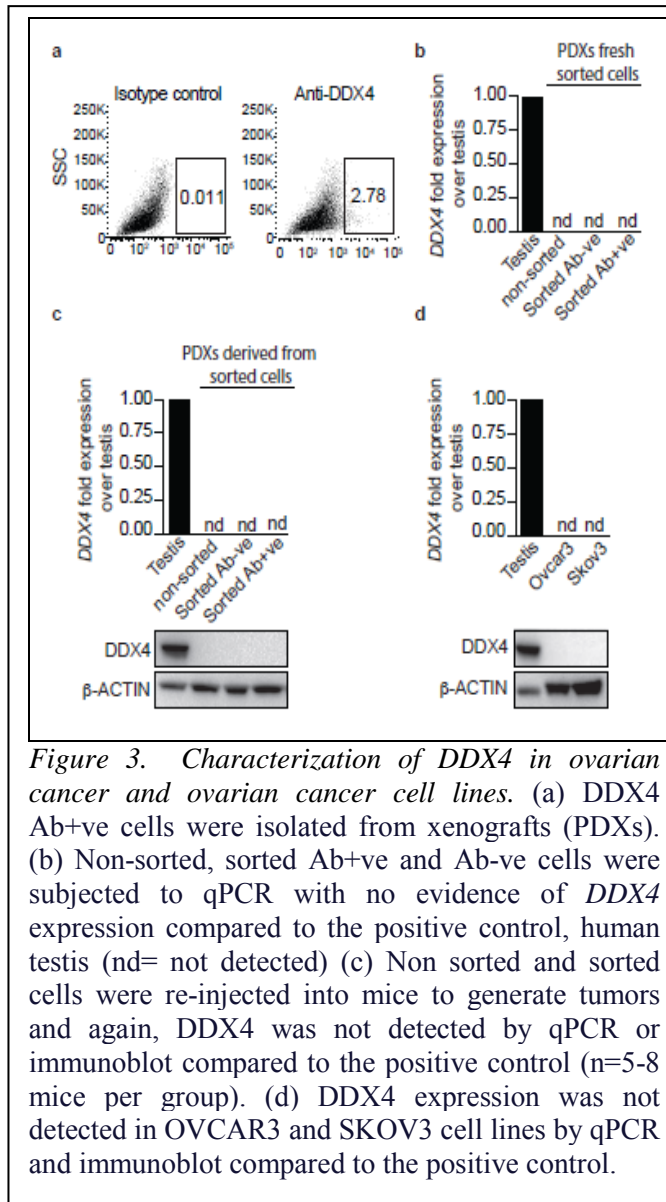 a
Isotype control
Anti-DDX4
SSC
250K
200K
150K
100K
50K
0
0.011
0 10² 10³ 10⁴ 10⁵
250K
200K
150K
100K
50K
0
2.78
0 10² 10³ 10⁴ 10⁵
b
PDXs fresh
sorted cells
DDX4 fold expression
over testis
1.00
0.75
0.50
0.25
0.00
nd nd nd
Testis
non-sorted
Sorted Ab-ve
Sorted Ab+ve
c
PDXs derived from
sorted cells
DDX4 fold expression
over testis
1.00
0.75
0.50
0.25
0.00
nd nd nd
Testis
non-sorted
Sorted Ab-ve
Sorted Ab+ve
DDX4
β-ACTIN
d
DDX4 fold expression
over testis
1.00
0.75
0.50
0.25
0.00
nd nd
Testis
Ovcar3
Skov3
DDX4
β-ACTIN
Figure 3. Characterization of DDX4 in ovarian
cancer and ovarian cancer cell lines. (a) DDX4
Ab+ve cells were isolated from xenografts (PDXs).
(b) Non-sorted, sorted Ab+ve and Ab-ve cells were
subjected to qPCR with no evidence of DDX4
expression compared to the positive control, human
testis (nd= not detected) (c) Non sorted and sorted
cells were re-injected into mice to generate tumors
and again, DDX4 was not detected by qPCR or
immunoblot compared to the positive control (n=5-8
mice per group). (d) DDX4 expression was not
detected in OVCAR3 and SKOV3 cell lines by qPCR
and immunoblot compared to the positive control.